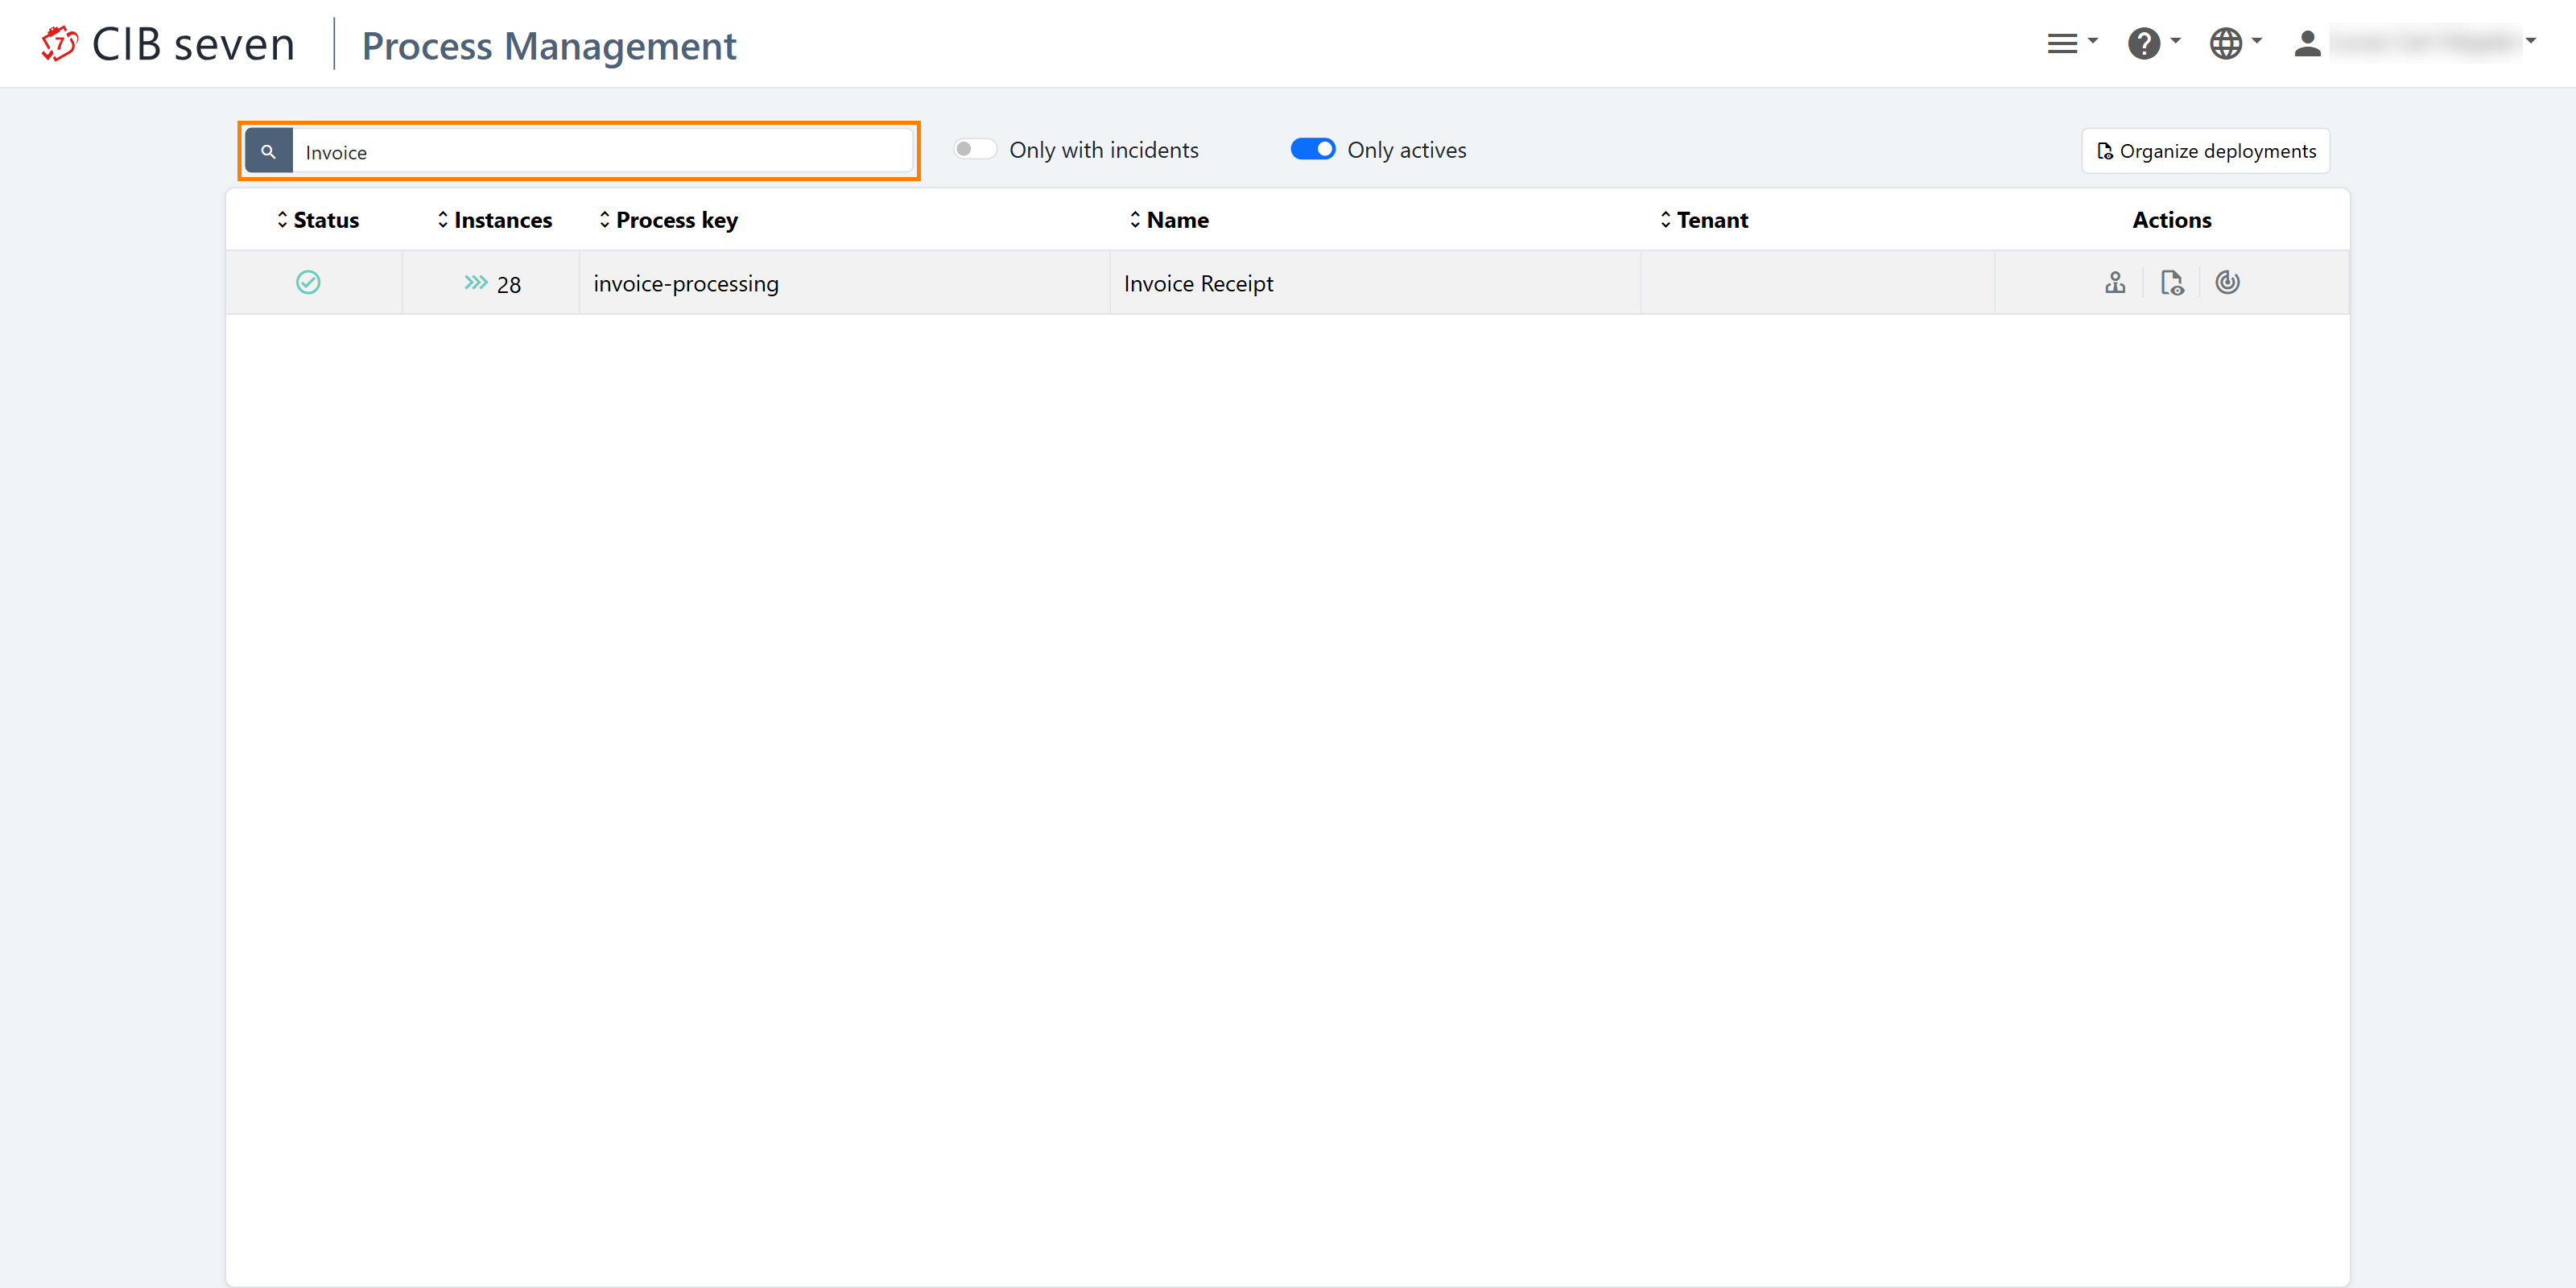 CIB seven Process Management
Invoice Only with incidents Only actives Organize deployments
Status Instances Process key Name Tenant Actions
28 invoice-processing Invoice Receipt